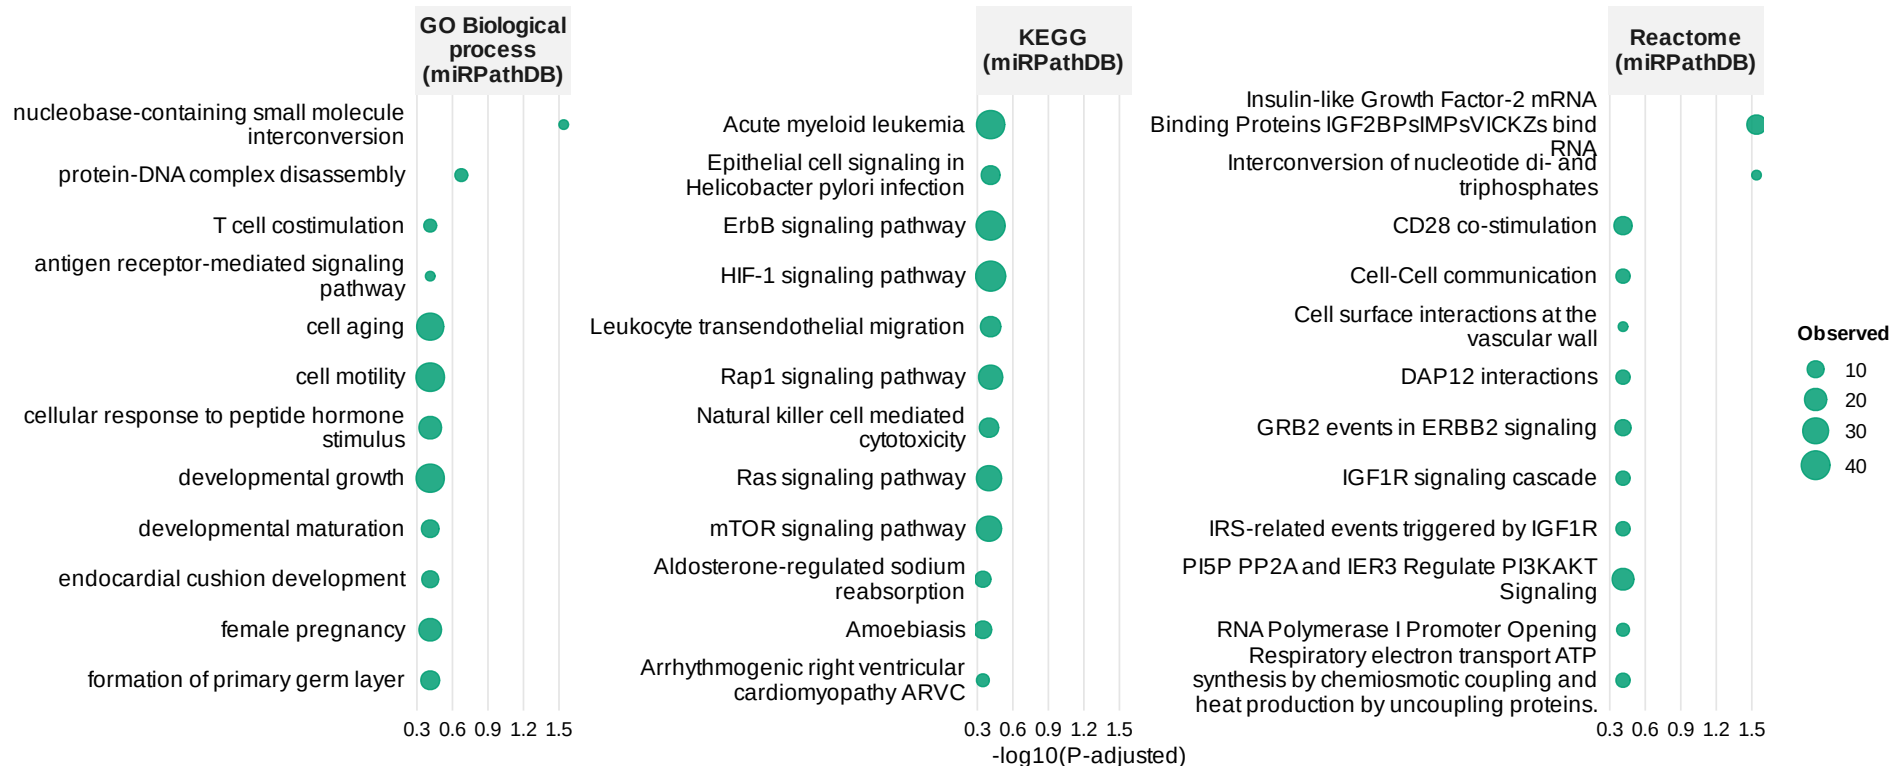 GO Biological
process
(miRPathDB)
nucleobase-containing small molecule
interconversion
protein-DNA complex disassembly
T cell costimulation
antigen receptor-mediated signaling
pathway
cell aging
cell motility
cellular response to peptide hormone
stimulus
developmental growth
developmental maturation
endocardial cushion development
female pregnancy
formation of primary germ layer
0.3 0.6 0.9 1.2 1.5
KEGG
(miRPathDB)
Acute myeloid leukemia
Epithelial cell signaling in
Helicobacter pylori infection
ErbB signaling pathway
HIF-1 signaling pathway
Leukocyte transendothelial migration
Rap1 signaling pathway
Natural killer cell mediated
cytotoxicity
Ras signaling pathway
mTOR signaling pathway
Aldosterone-regulated sodium
reabsorption
Amoebiasis
Arrhythmogenic right ventricular
cardiomyopathy ARVC
0.3 0.6 0.9 1.2 1.5
-log10(P-adjusted)
Reactome
(miRPathDB)
Insulin-like Growth Factor-2 mRNA
Binding Proteins IGF2BPsIMPsVICKZs bind
RNA
Interconversion of nucleotide di- and
triphosphates
CD28 co-stimulation
Cell-Cell communication
Cell surface interactions at the
vascular wall
DAP12 interactions
GRB2 events in ERBB2 signaling
IGF1R signaling cascade
IRS-related events triggered by IGF1R
PI5P PP2A and IER3 Regulate PI3KAKT
Signaling
RNA Polymerase I Promoter Opening
Respiratory electron transport ATP
synthesis by chemiosmotic coupling and
heat production by uncoupling proteins.
0.3 0.6 0.9 1.2 1.5
Observed
10
20
30
40